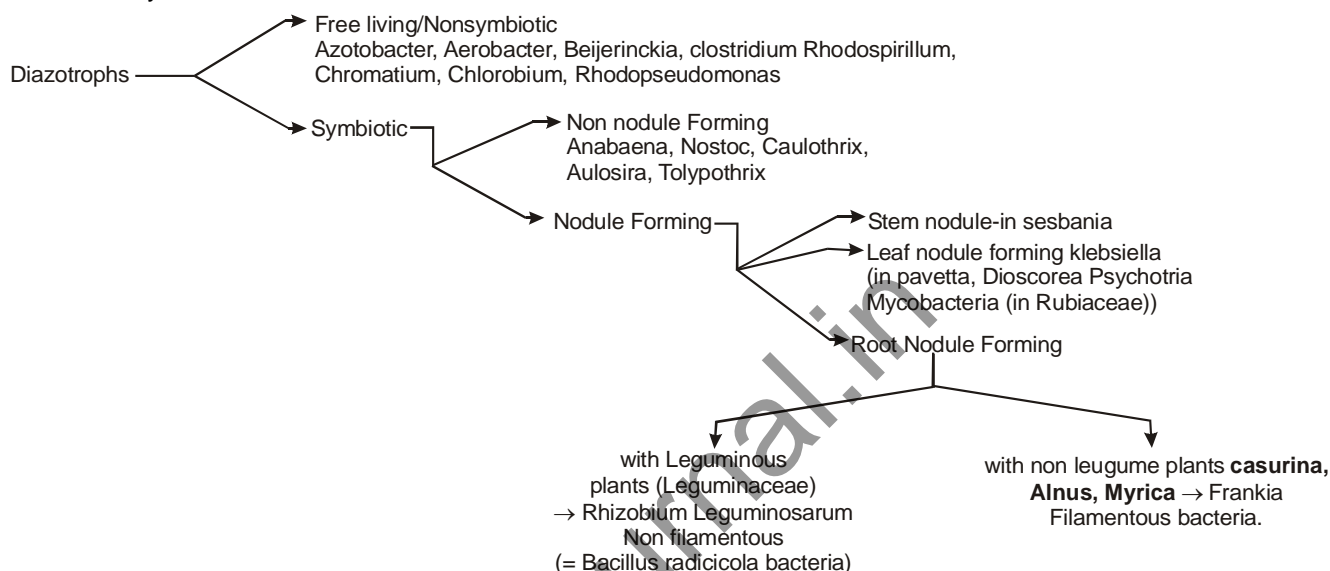 Free living/Nonsymbiotic
Azotobacter, Aerobacter, Beijerinckia, clostridium Rhodospirillum,
Diazotrophs
Chromatium, Chlorobium, Rhodopseudomonas
Symbiotic
Non nodule Forming
Anabaena, Nostoc, Caulothrix,
Aulosira, Tolypothrix
Nodule Forming
Stem nodule-in sesbania
Leaf nodule forming klebsiella
(in pavetta, Dioscorea Psychotria
Mycobacteria (in Rubiaceae))
Root Nodule Forming
with Leguminous
plants (Leguminaceae)
→ Rhizobium Leguminosarum
Non filamentous
(= Bacillus radicicola bacteria)
with non leugume plants casurina,
Alnus, Myrica → Frankia
Filamentous bacteria.
urnal.in